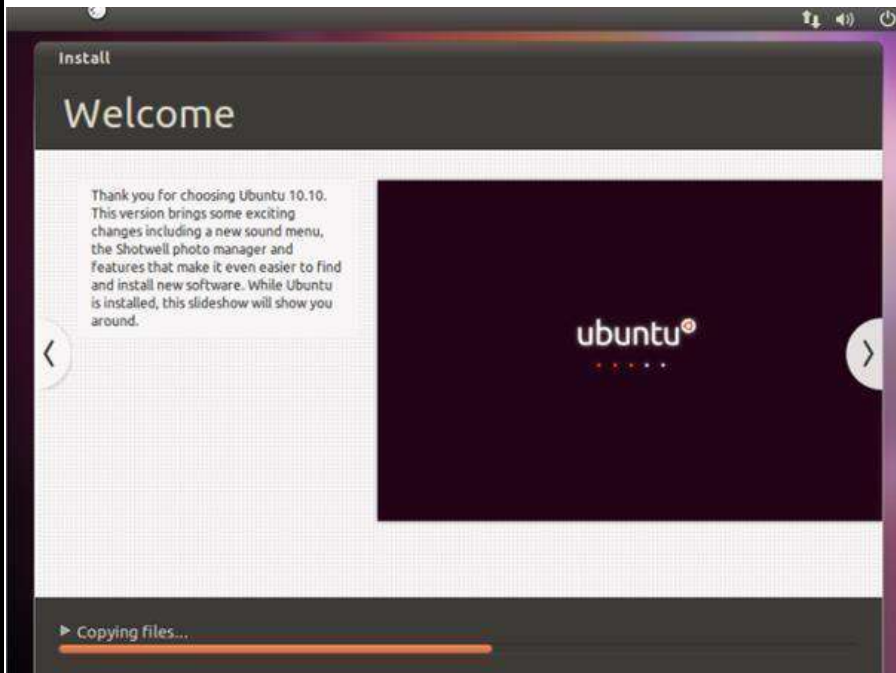 Install
Welcome
Thank you for choosing Ubuntu 10.10.
This version brings some exciting
changes including a new sound menu,
the Shotwell photo manager and
features that make it even easier to find
and install new software. While Ubuntu
is installed, this slideshow will show you
around.
ubuntu
Copying files...